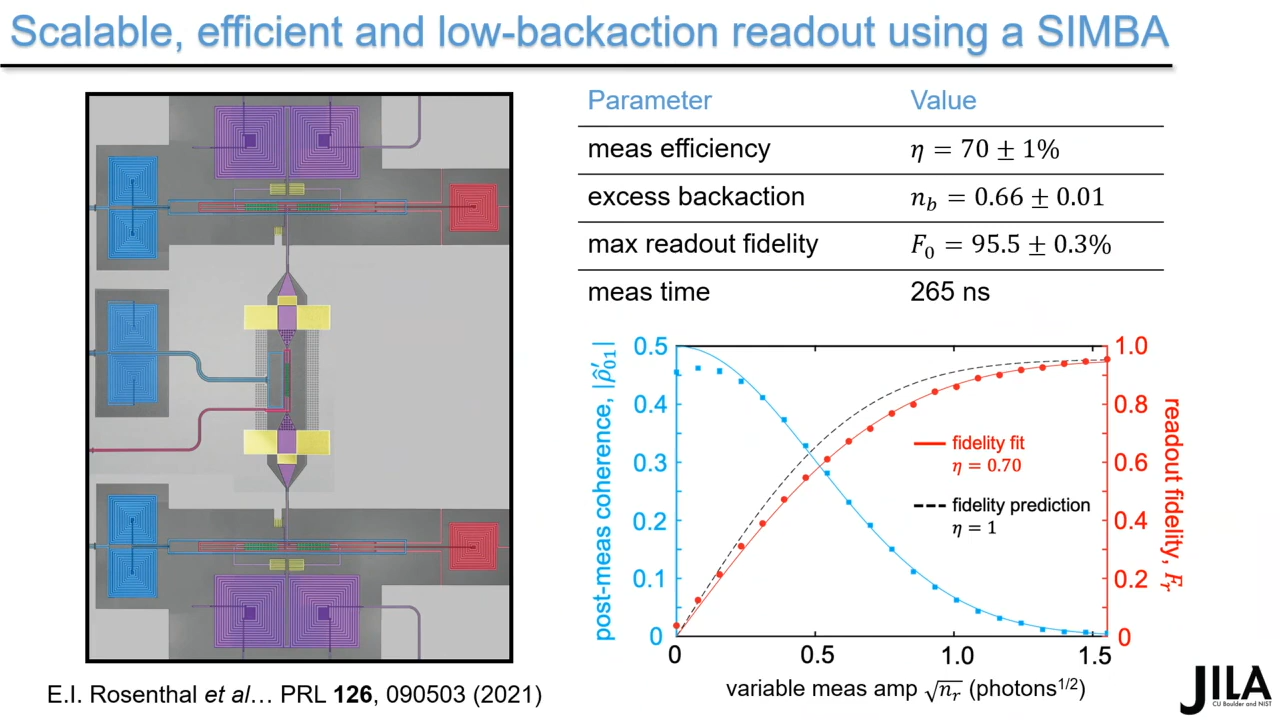 Scalable, efficient and low-backaction readout using a SIMBA
Parameter Value
meas efficiency η = 70 ± 1%
excess backaction n_b = 0.66 ± 0.01
max readout fidelity F_0 = 95.5 ± 0.3%
meas time 265 ns
post-meas coherence, |ρ̂′_01|
0.5
0.4
0.3
0.2
0.1
0
1.0
0.8
0.6
0.4
0.2
0
readout fidelity, F_r
fidelity fit
η = 0.70
fidelity prediction
η = 1
0 0.5 1.0 1.5
variable meas amp √n_r (photons^1/2)
E.I. Rosenthal et al… PRL 126, 090503 (2021)
JILA
CU Boulder and NIST